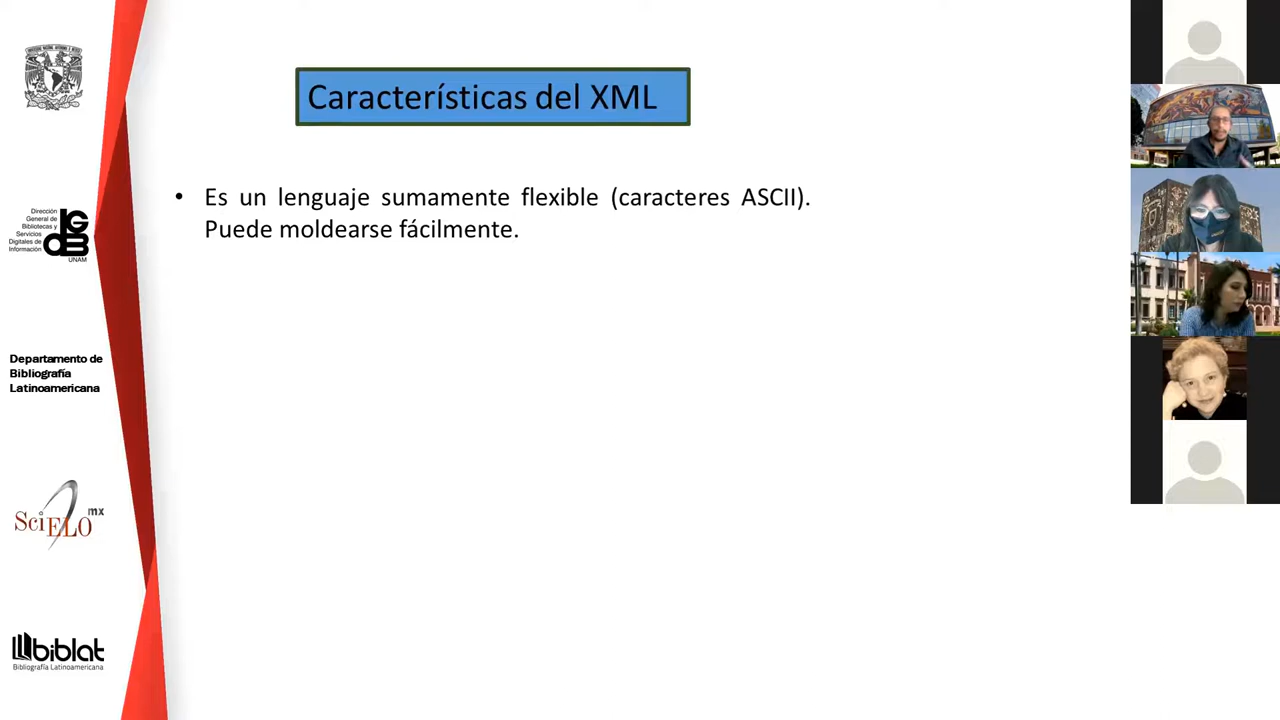 Características del XML
• Es un lenguaje sumamente flexible (caracteres ASCII).
Puede moldearse fácilmente.
Dirección
General de
Bibliotecas y
Servicios
Digitales de
Información
UNAM
Departamento de
Bibliografía
Latinoamericana
SciELO mx
biblat
Bibliografía Latinoamericana